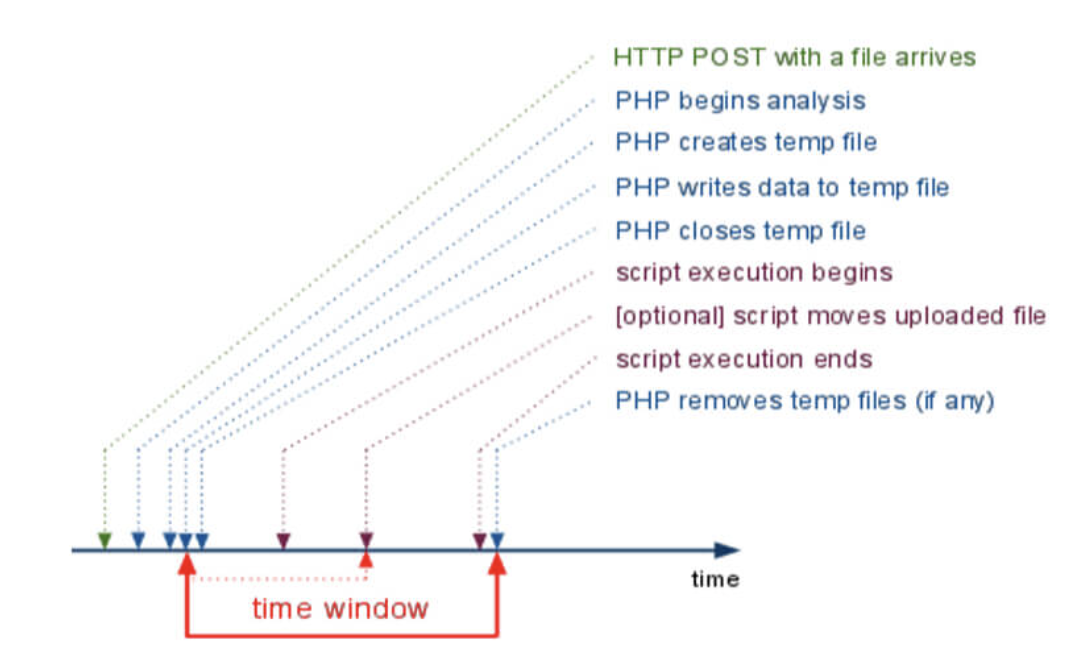 HTTP POST with a file arrives
PHP begins analysis
PHP creates temp file
PHP writes data to temp file
PHP closes temp file
script execution begins
[optional] script moves uploaded file
script execution ends
PHP removes temp files (if any)
time
time window